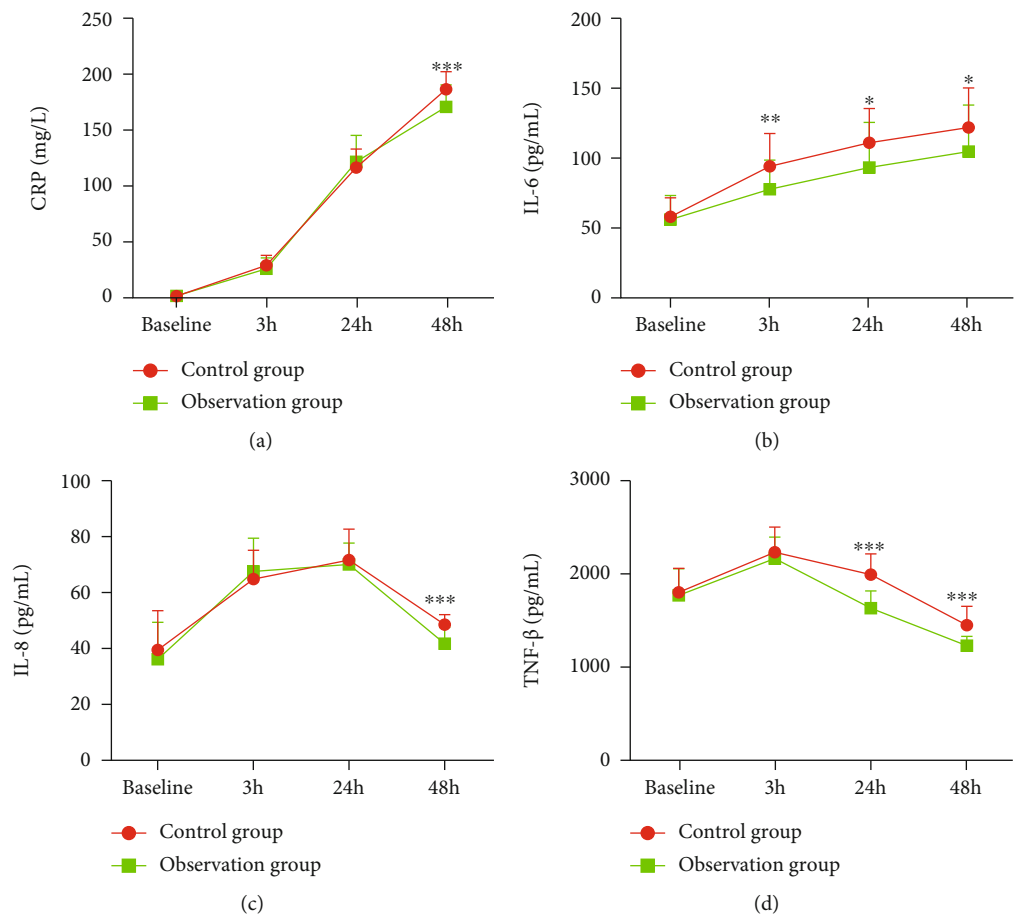 250
200
150
100
50
0
CRP (mg/L)
***
Baseline 3h 24h 48h
Control group
Observation group
(a)
200
150
100
50
0
IL-6 (pg/mL)
**
*
*
Baseline 3h 24h 48h
Control group
Observation group
(b)
100
80
60
40
20
0
IL-8 (pg/mL)
***
Baseline 3h 24h 48h
Control group
Observation group
(c)
3000
2000
1000
0
TNF-β (pg/mL)
***
***
Baseline 3h 24h 48h
Control group
Observation group
(d)